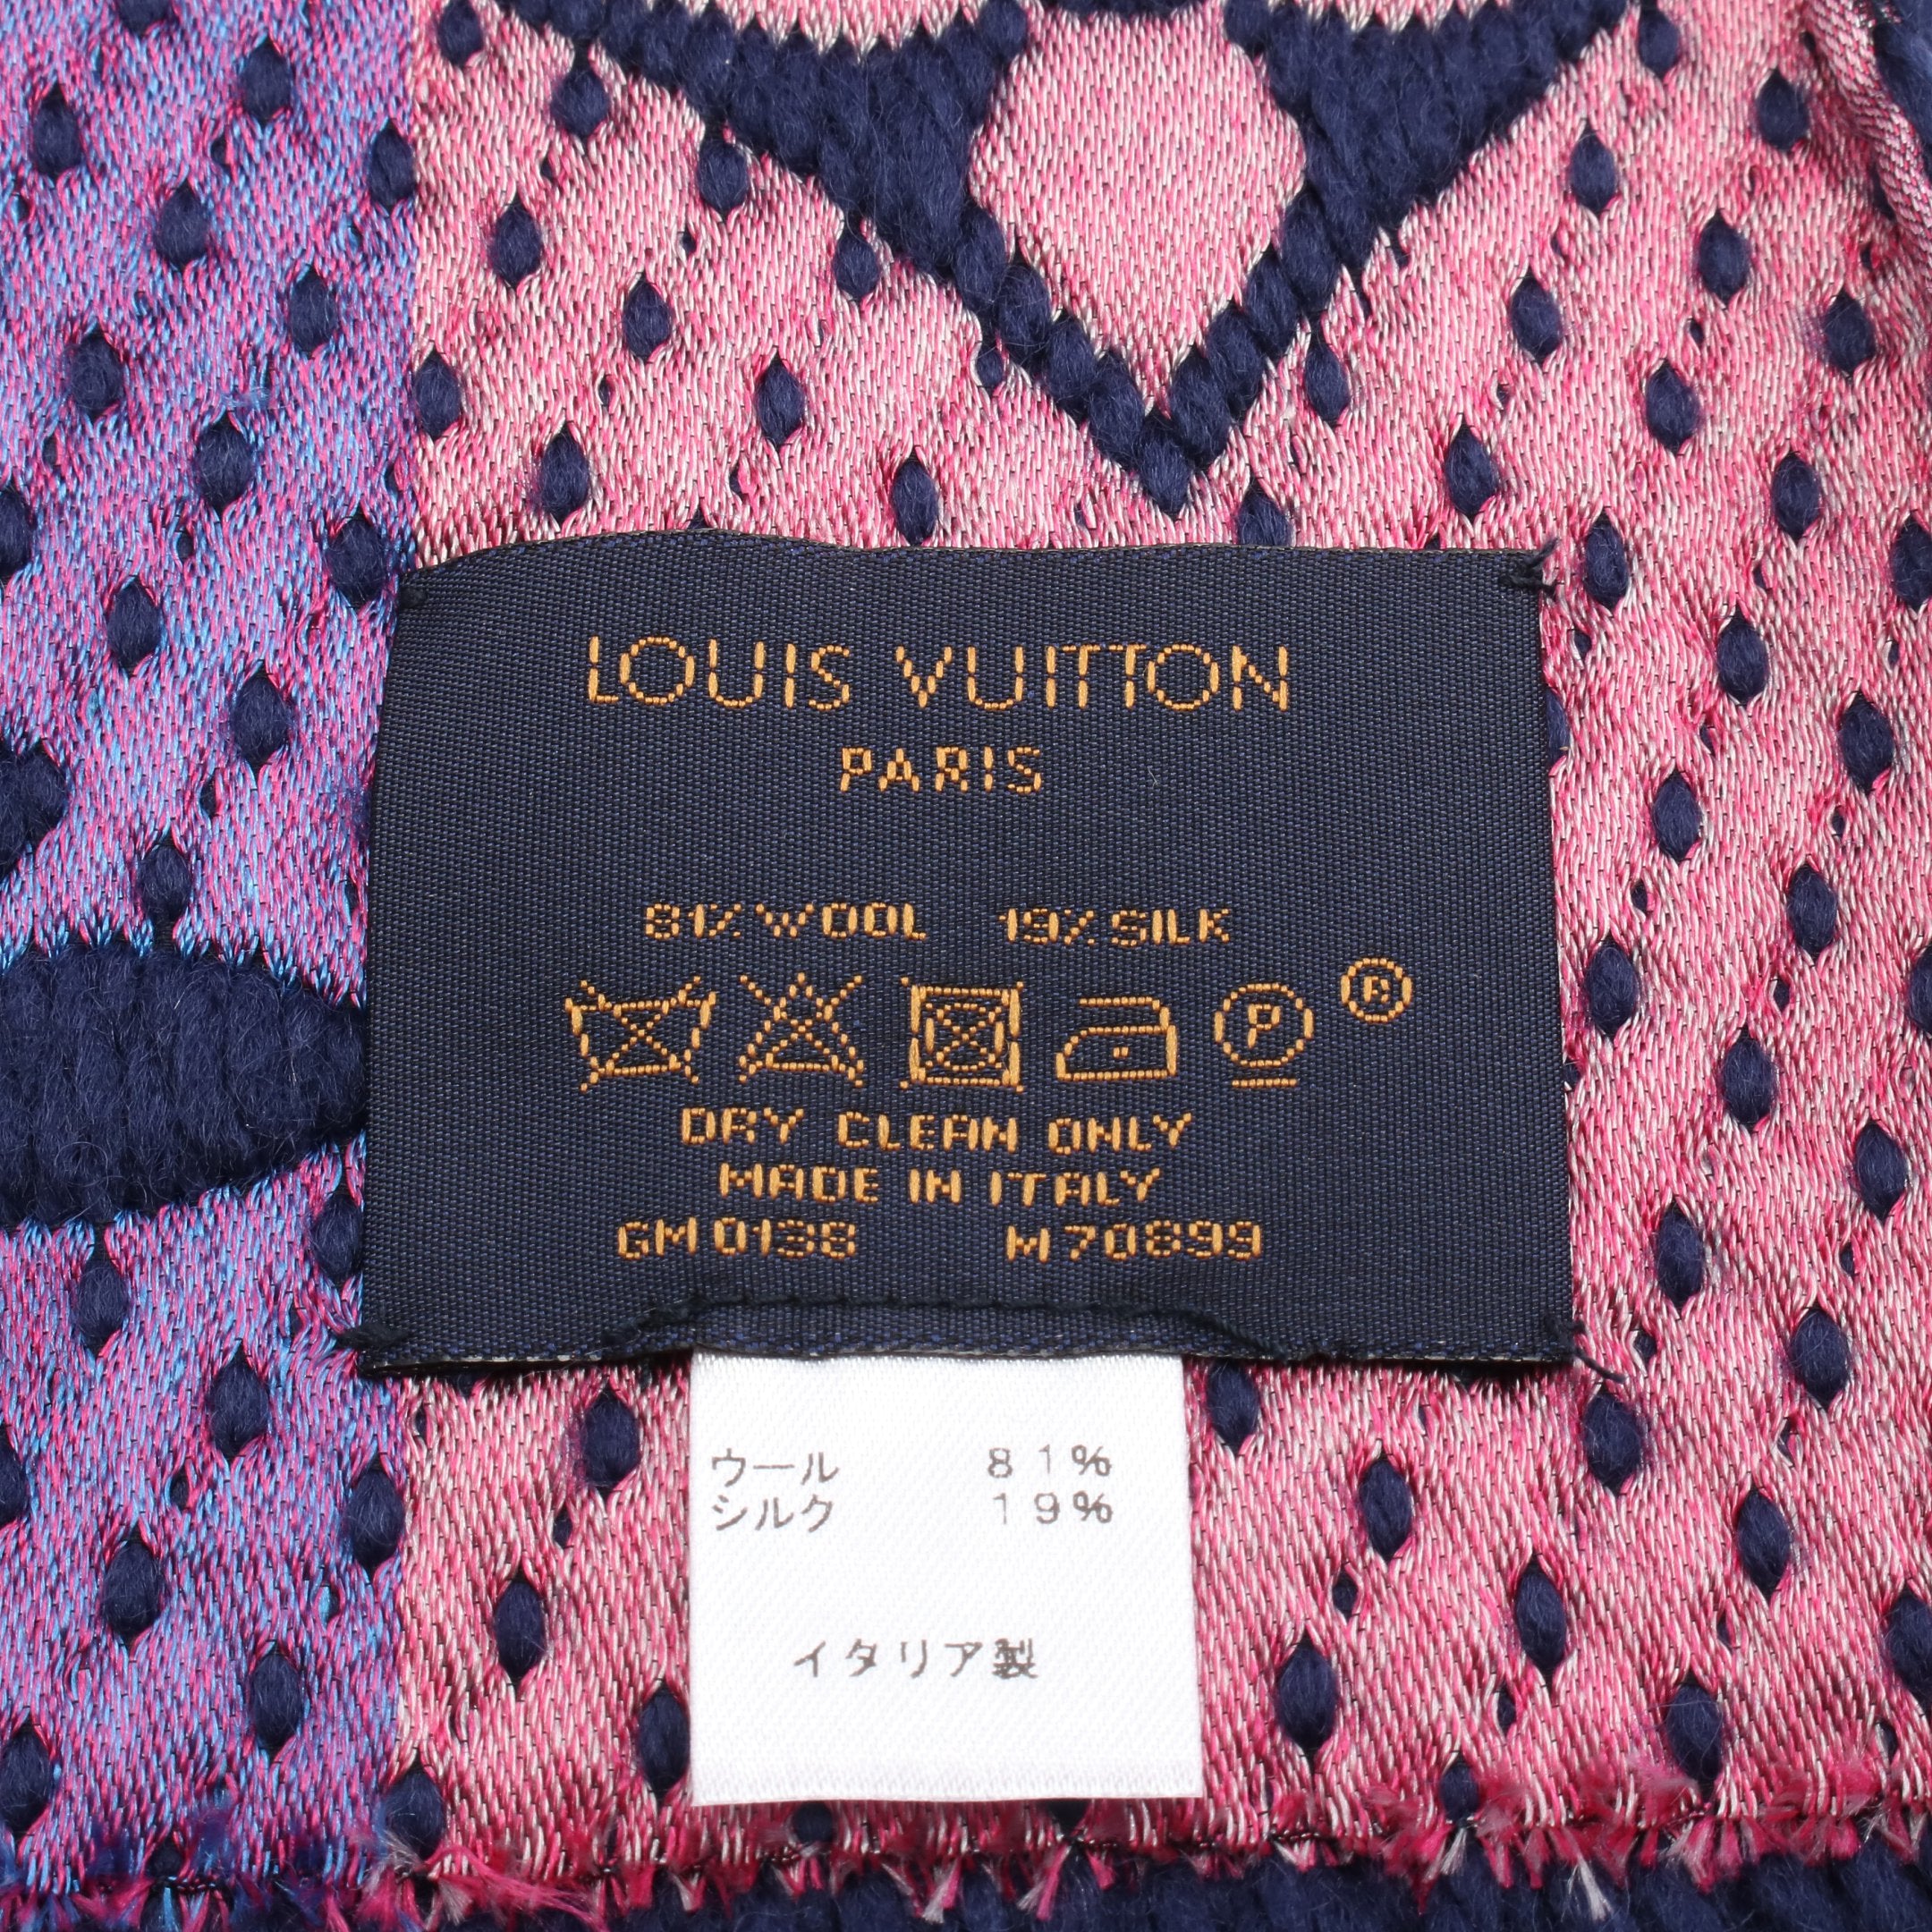 LOUIS VUITTON
PARIS
81% WOOL 19% SILK
P ®
DRY CLEAN ONLY
MADE IN ITALY
GM0138 M70899
ウール 81%
シルク 19%
イタリア製